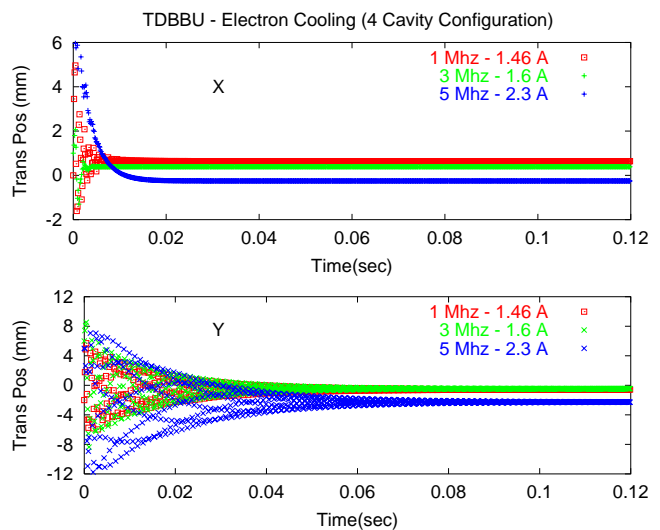 TDBBU - Electron Cooling (4 Cavity Configuration)
6
4
2
0
-2
Trans Pos (mm)
X
1 Mhz - 1.46 A
3 Mhz - 1.6 A
5 Mhz - 2.3 A
0 0.02 0.04 0.06 0.08 0.1 0.12
Time(sec)
12
8
4
0
-4
-8
-12
Trans Pos (mm)
Y
1 Mhz - 1.46 A
3 Mhz - 1.6 A
5 Mhz - 2.3 A
0 0.02 0.04 0.06 0.08 0.1 0.12
Time(sec)